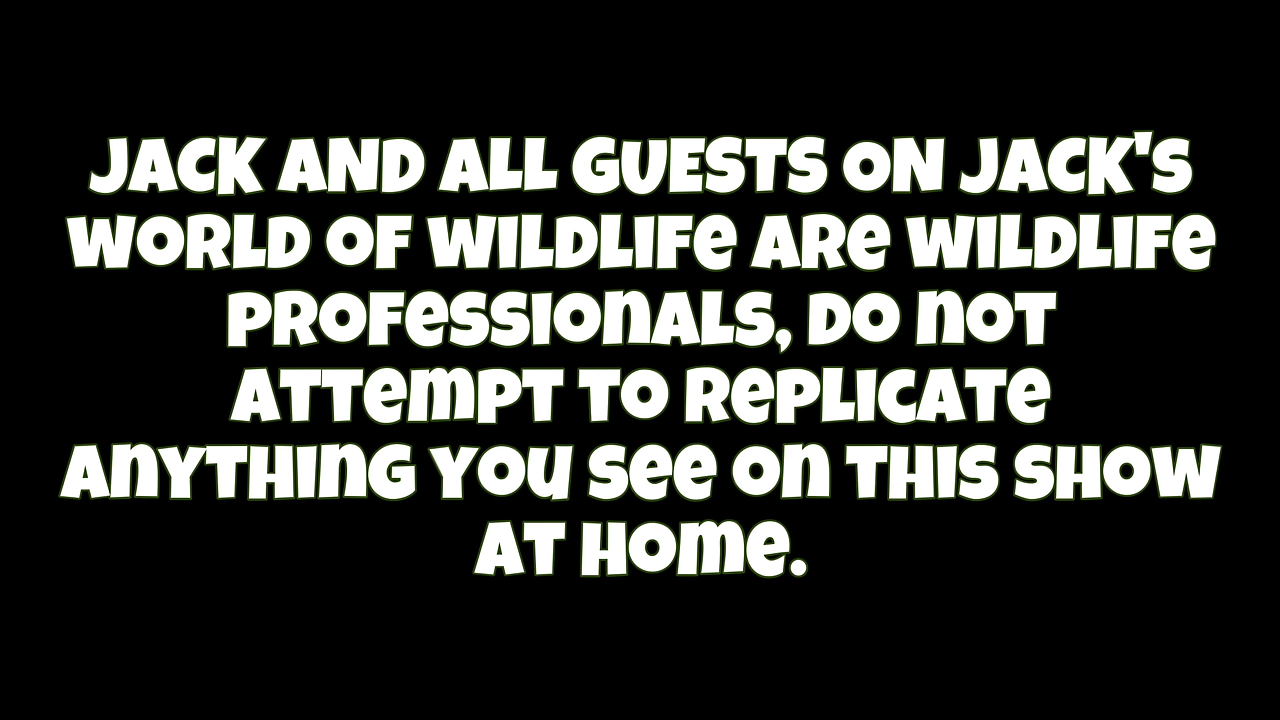 JACK AND ALL GUESTS ON JACK'S
WORLD OF WILDLIFE ARE WILDLIFE
PROFESSIONALS, DO NOT
ATTEMPT TO REPLICATE
ANYTHING YOU SEE ON THIS SHOW
AT HOME.